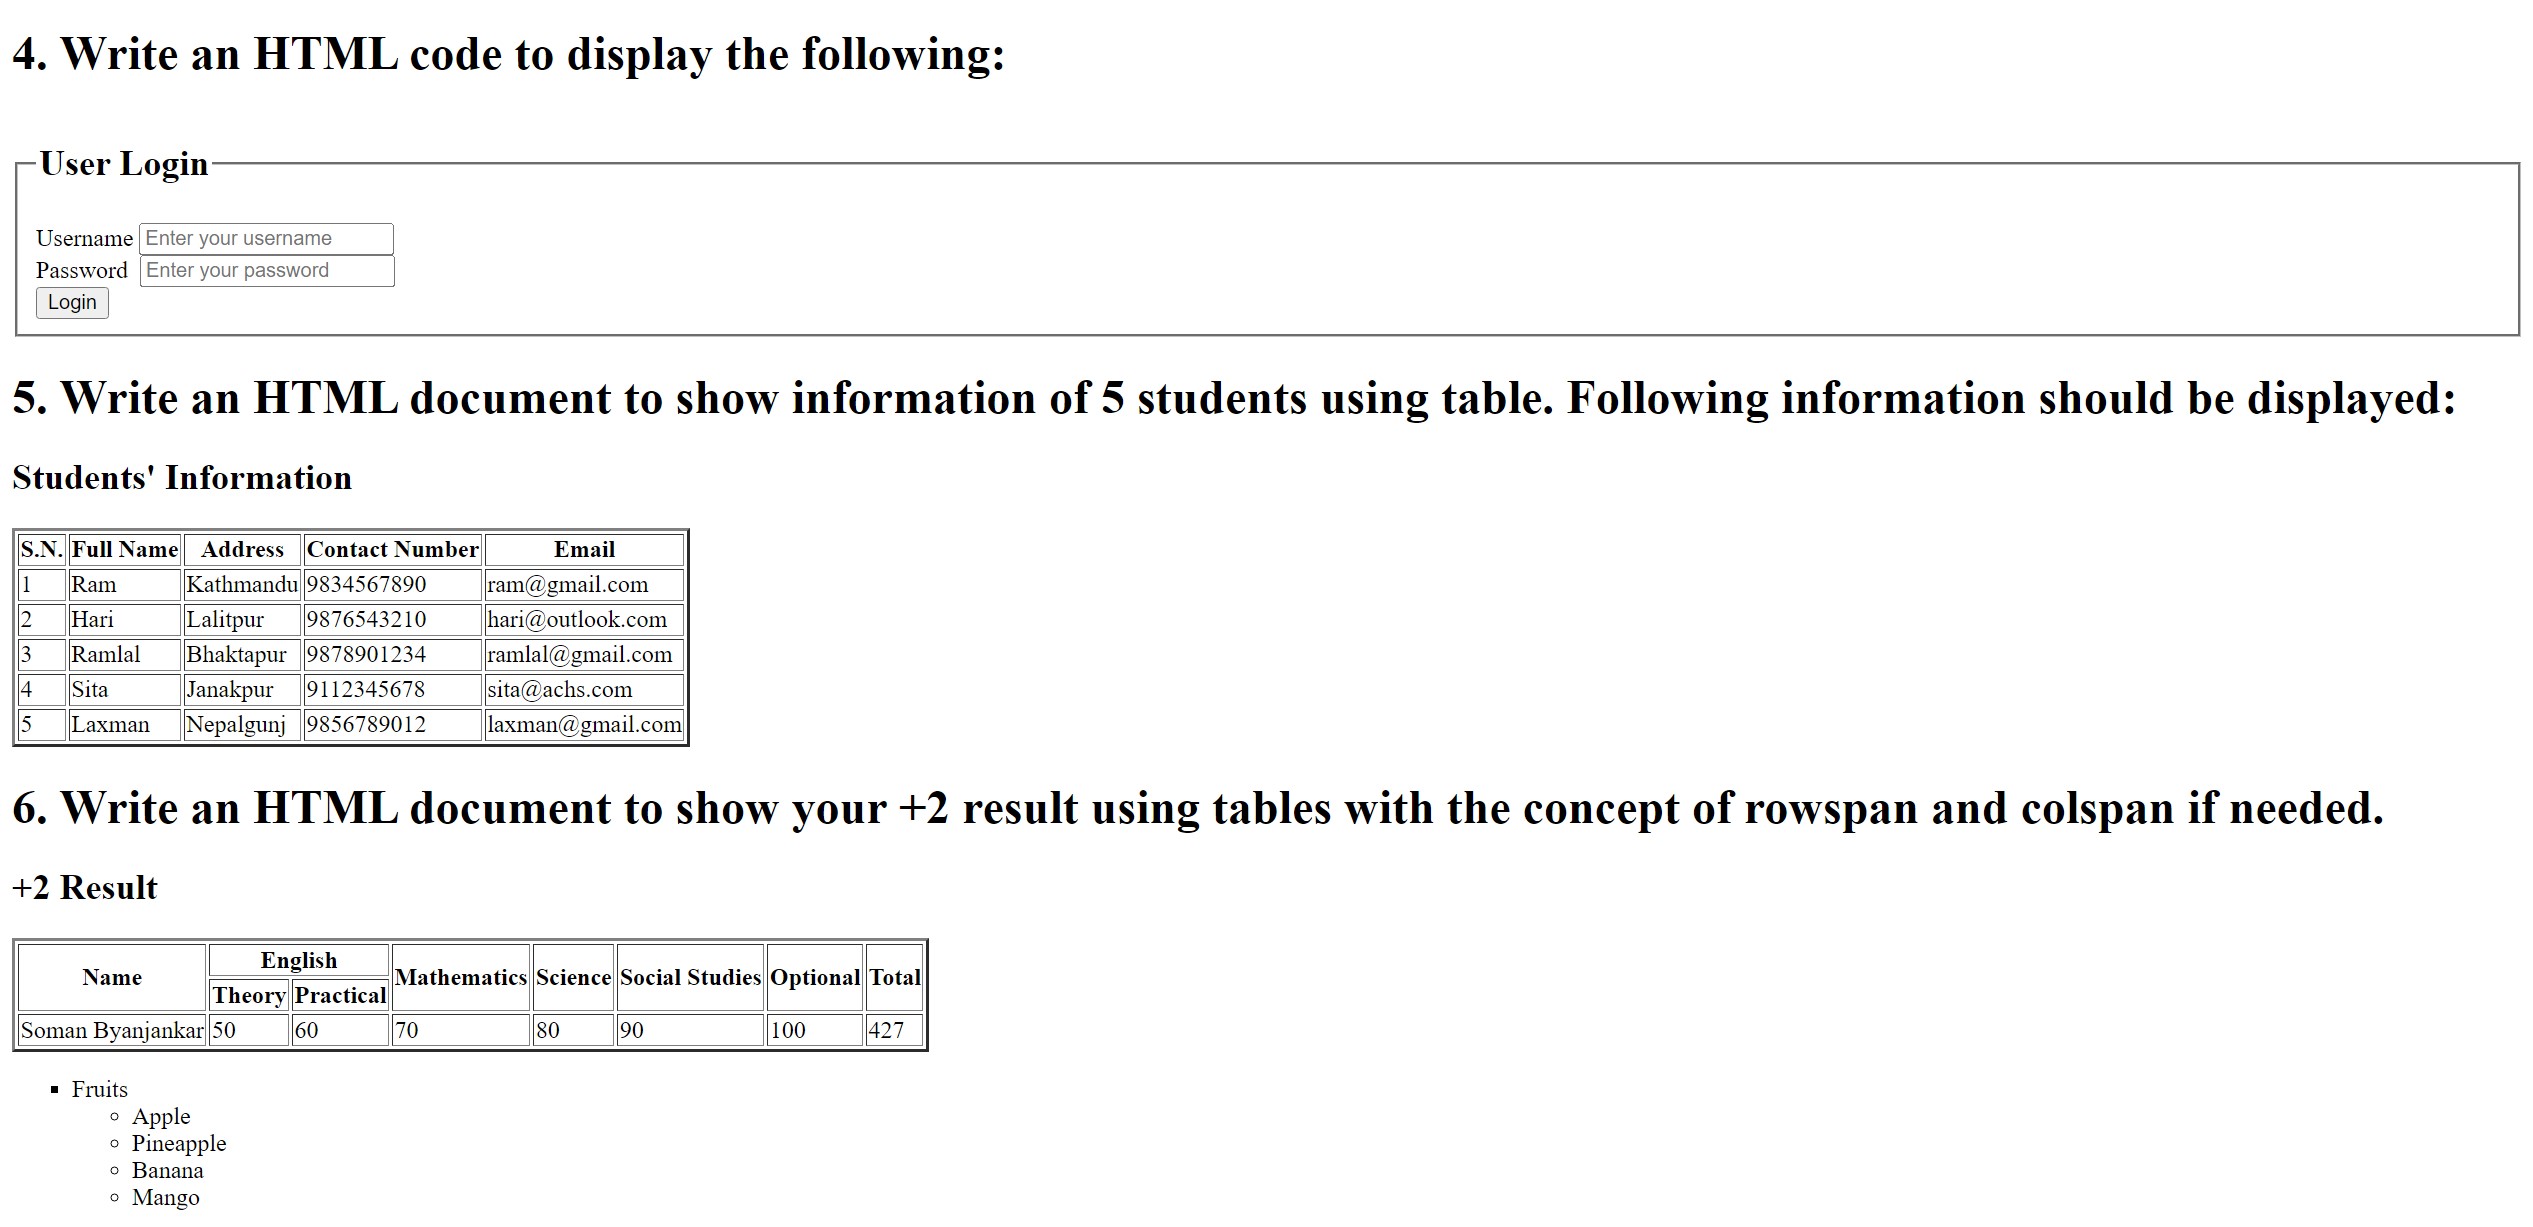 4. Write an HTML code to display the following:
User Login
Username Enter your username
Password Enter your password
Login
5. Write an HTML document to show information of 5 students using table. Following information should be displayed:
Students' Information
S.N. Full Name Address Contact Number Email
1 Ram Kathmandu 9834567890 ram@gmail.com
2 Hari Lalitpur 9876543210 hari@outlook.com
3 Ramlal Bhaktapur 9878901234 ramlal@gmail.com
4 Sita Janakpur 9112345678 sita@achs.com
5 Laxman Nepalgunj 9856789012 laxman@gmail.com
6. Write an HTML document to show your +2 result using tables with the concept of rowspan and colspan if needed.
+2 Result
Name English Mathematics Science Social Studies Optional Total
Theory Practical
Soman Byanjankar 50 60 70 80 90 100 427
Fruits
Apple
Pineapple
Banana
Mango